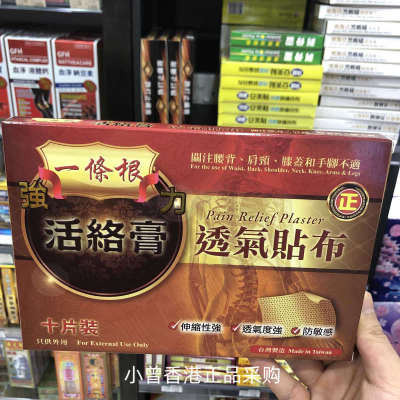 GFH
GFH
一條根
關注腰背、肩頸、膝蓋和手腳不適
For the use of Waist, Back, Shoulder, Neck, Knee, Arms & Legs
強力
活絡膏
正
Pain Relief Plaster
透氣貼布
✓伸縮性強
✓透氣度強
✓防敏感
十片裝
只供外用
For External Use Only
台灣製造 Made in Taiwan
小曾香港正品采购